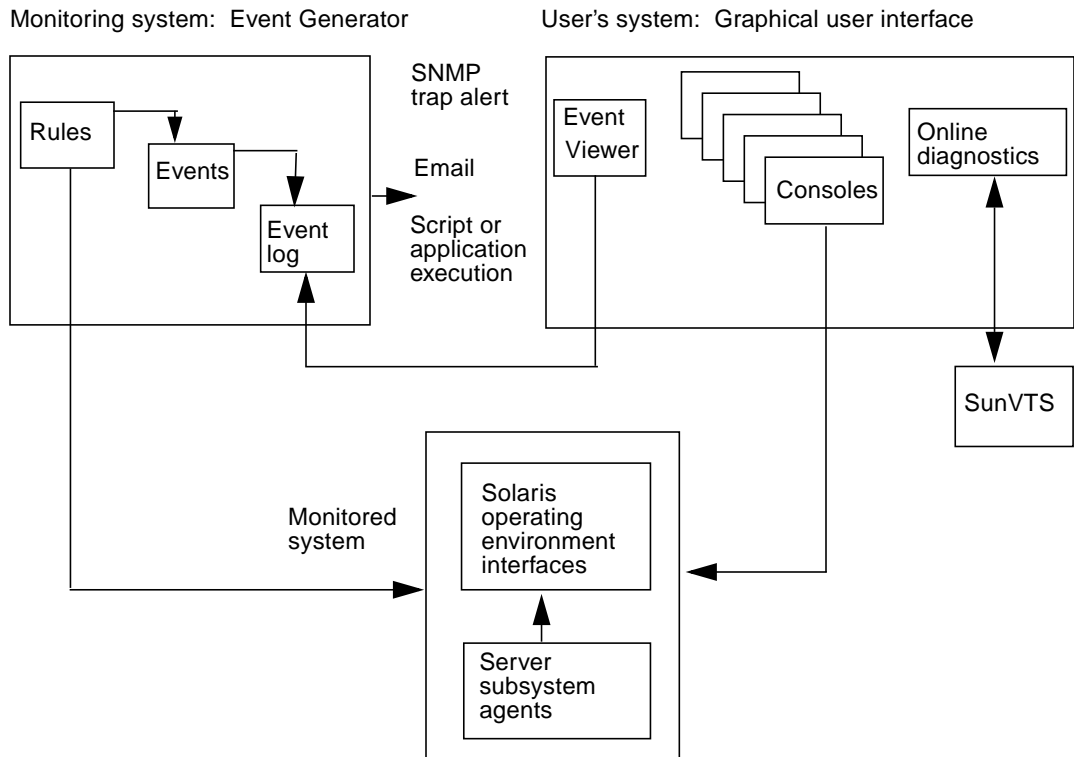 Monitoring system:  Event Generator
User's system:  Graphical user interface
SNMP
trap alert
Rules
Events
Event
log
Email
Script or
application
execution
Event
Viewer
Consoles
Online
diagnostics
SunVTS
Monitored
system
Solaris
operating
environment
interfaces
Server
subsystem
agents